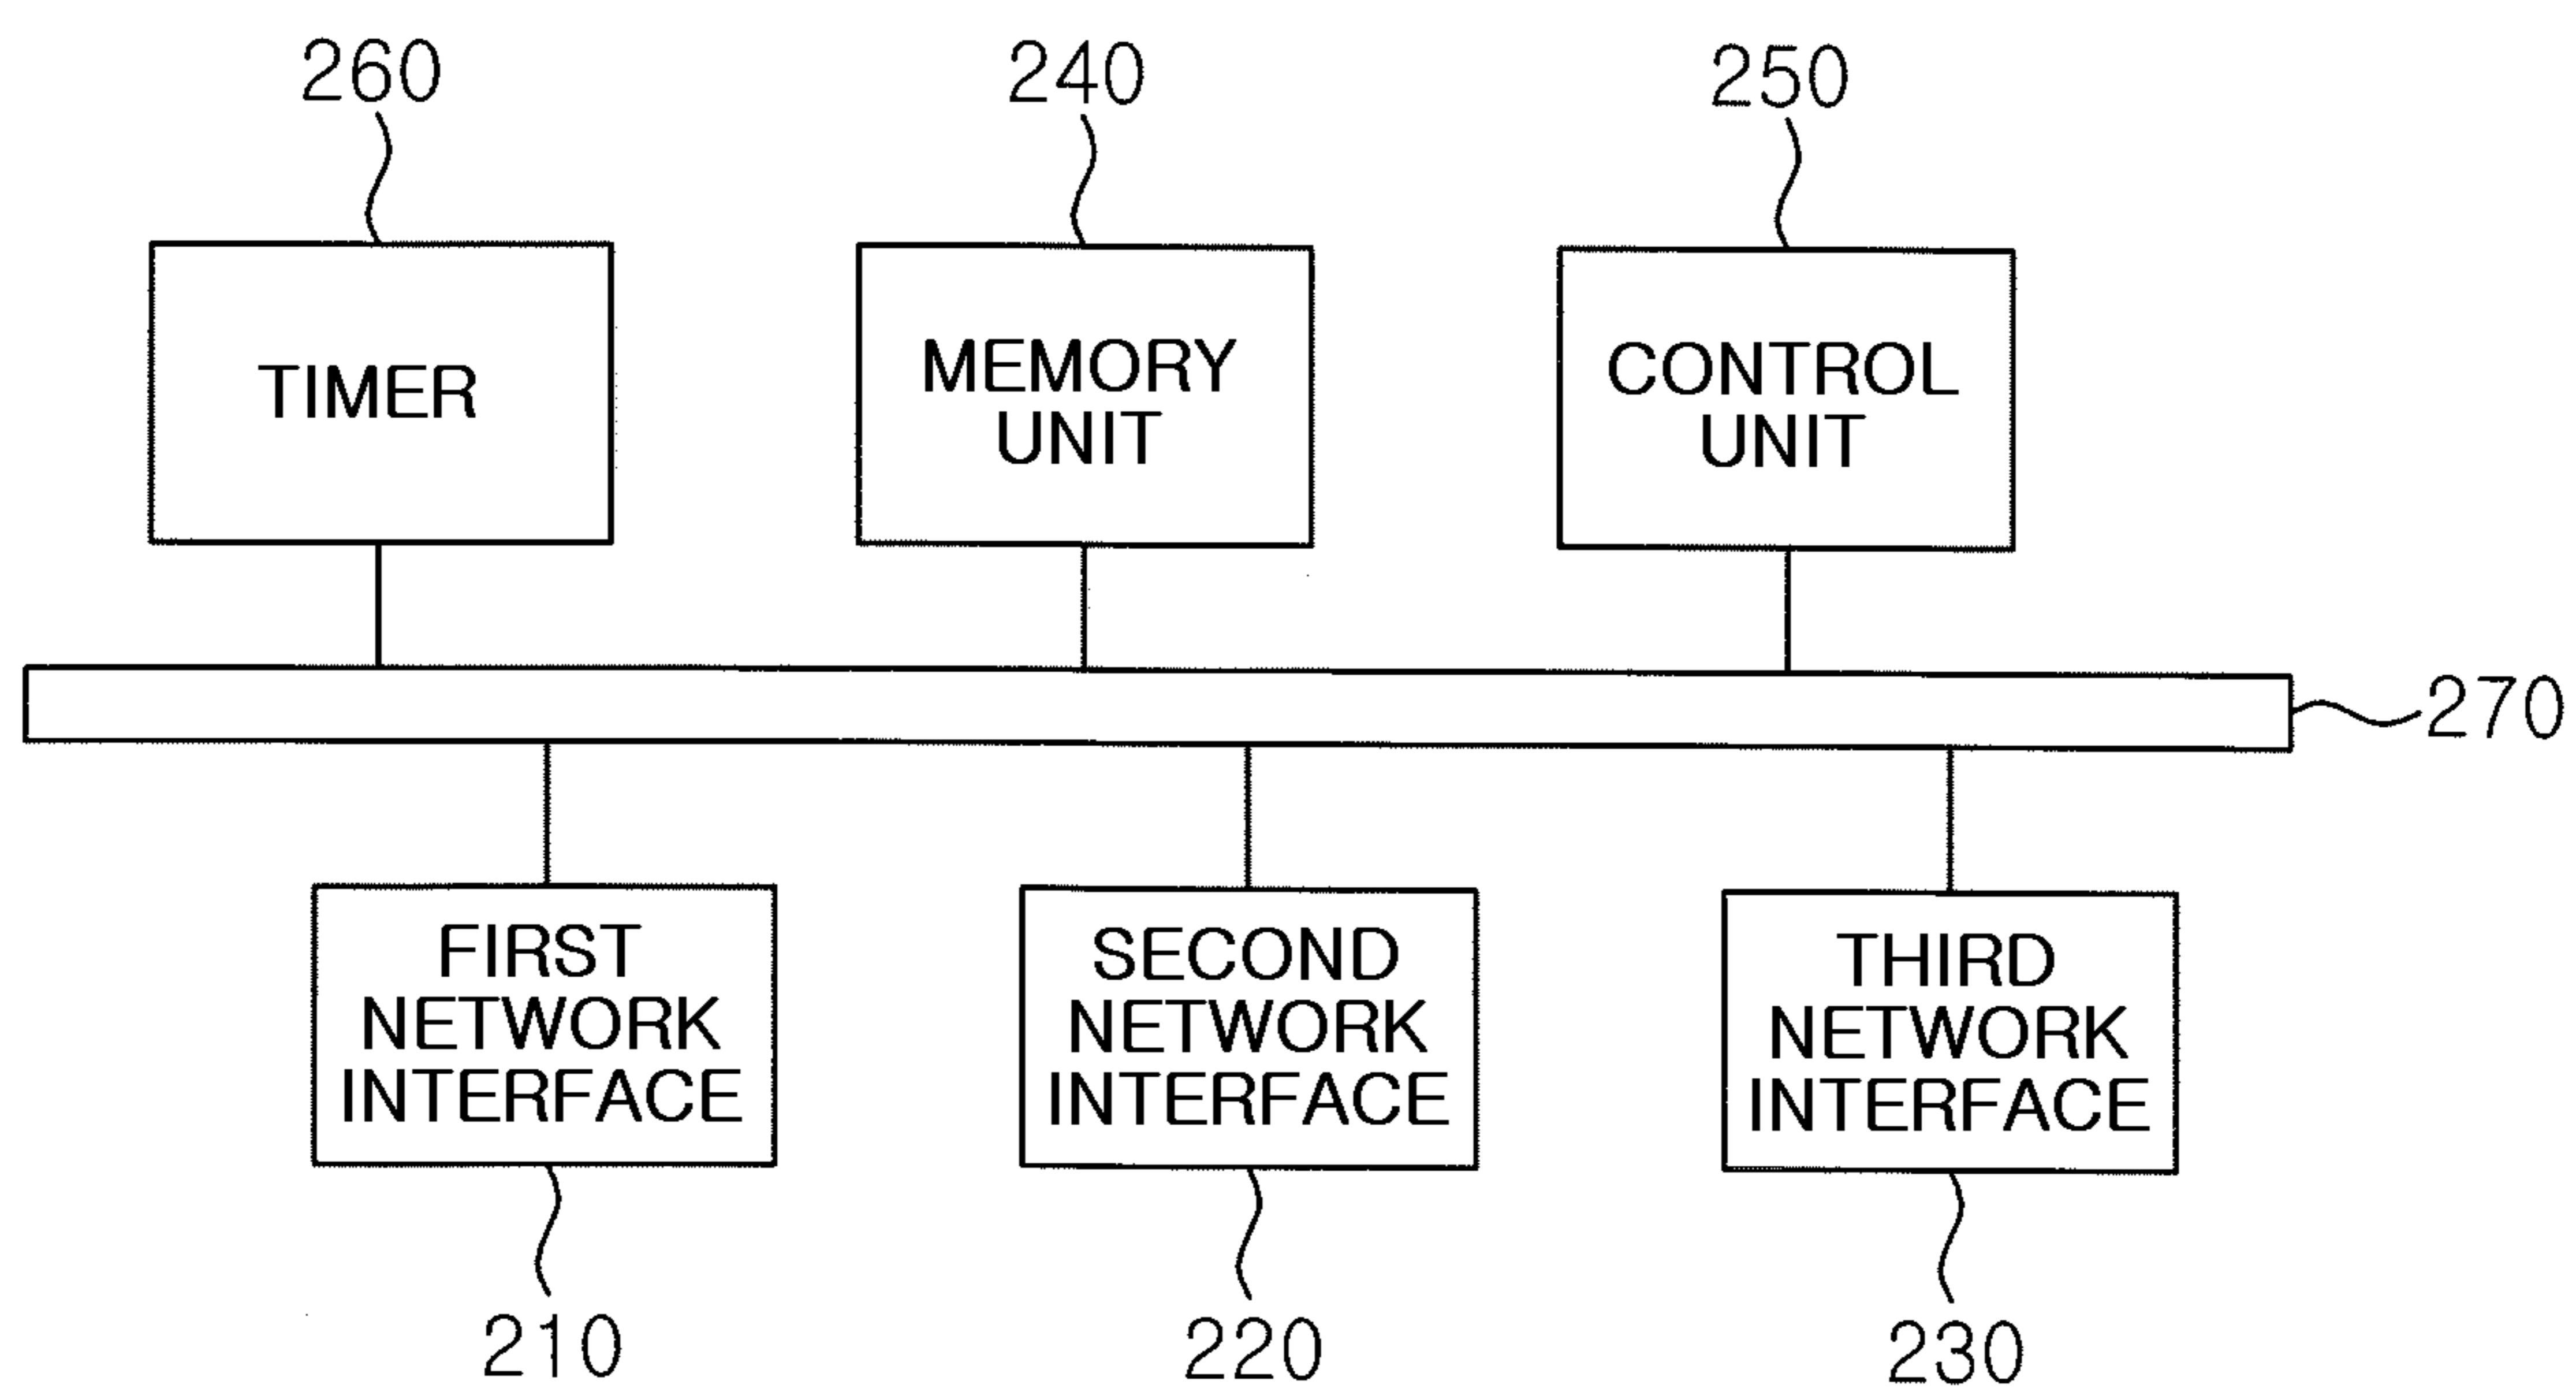 260
240
250
TIMER
MEMORY
UNIT
CONTROL
UNIT
270
FIRST
NETWORK
INTERFACE
SECOND
NETWORK
INTERFACE
THIRD
NETWORK
INTERFACE
210
220
230